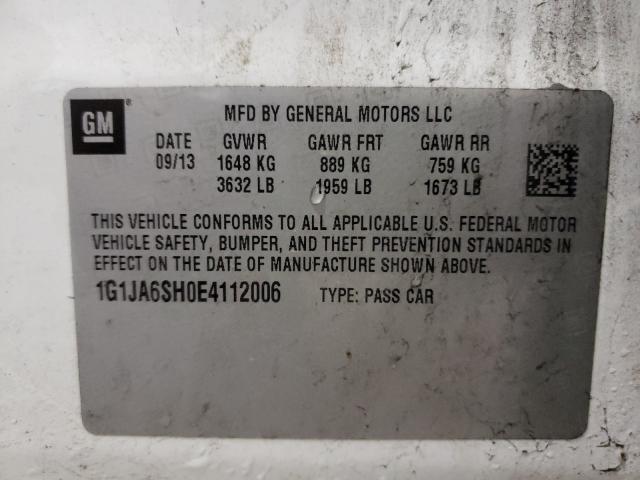 GM ® MFD BY GENERAL MOTORS LLC
DATE GVWR GAWR FRT GAWR RR
09/13 1648 KG 889 KG 759 KG
3632 LB 1959 LB 1673 LB
THIS VEHICLE CONFORMS TO ALL APPLICABLE U.S. FEDERAL MOTOR
VEHICLE SAFETY, BUMPER, AND THEFT PREVENTION STANDARDS IN
EFFECT ON THE DATE OF MANUFACTURE SHOWN ABOVE.
1G1JA6SH0E4112006 TYPE: PASS CAR